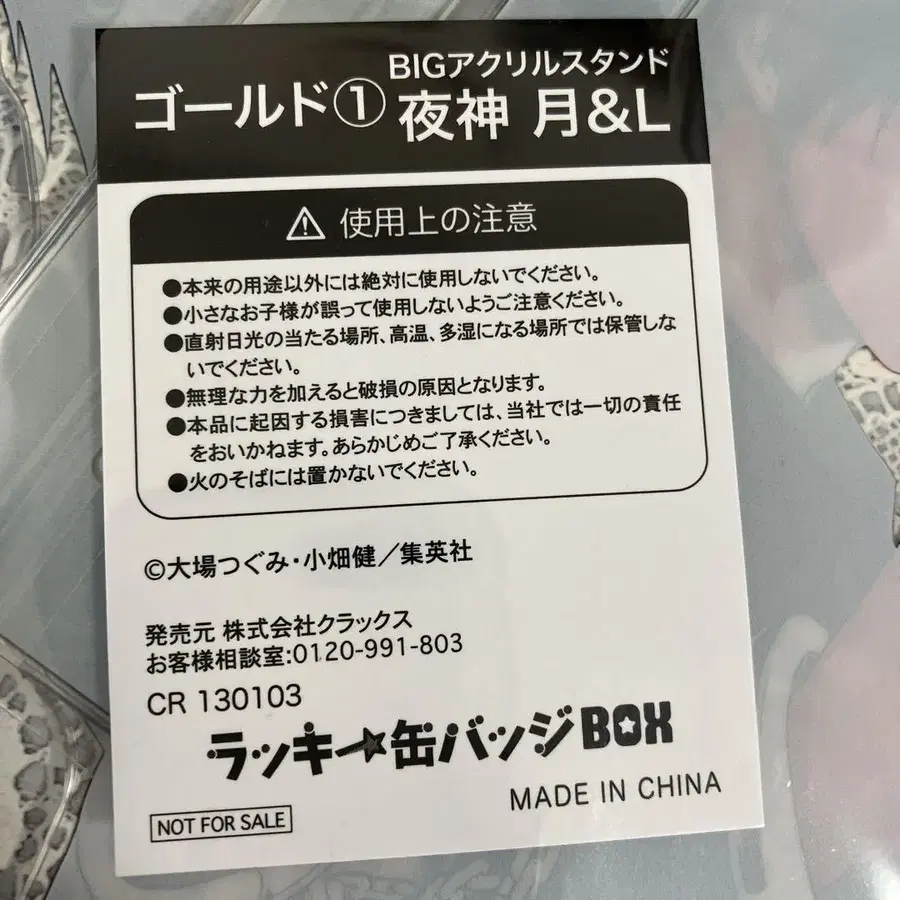 ゴールド① BIGアクリルスタンド
夜神 月&L
⚠ 使用上の注意
●本来の用途以外には絶対に使用しないでください。
●小さなお子様が誤って使用しないようご注意ください。
●直射日光の当たる場所、高温、多湿になる場所では保管しな
いでください。
●無理な力を加えると破損の原因となります。
●本品に起因する損害につきましては、当社では一切の責任
をおいかねます。あらかじめご了承ください。
●火のそばには置かないでください。
©大場つぐみ・小畑健／集英社
発売元 株式会社クラックス
お客様相談室:0120-991-803
CR 130103
ラッキー★缶バッジBOX
MADE IN CHINA
NOT FOR SALE